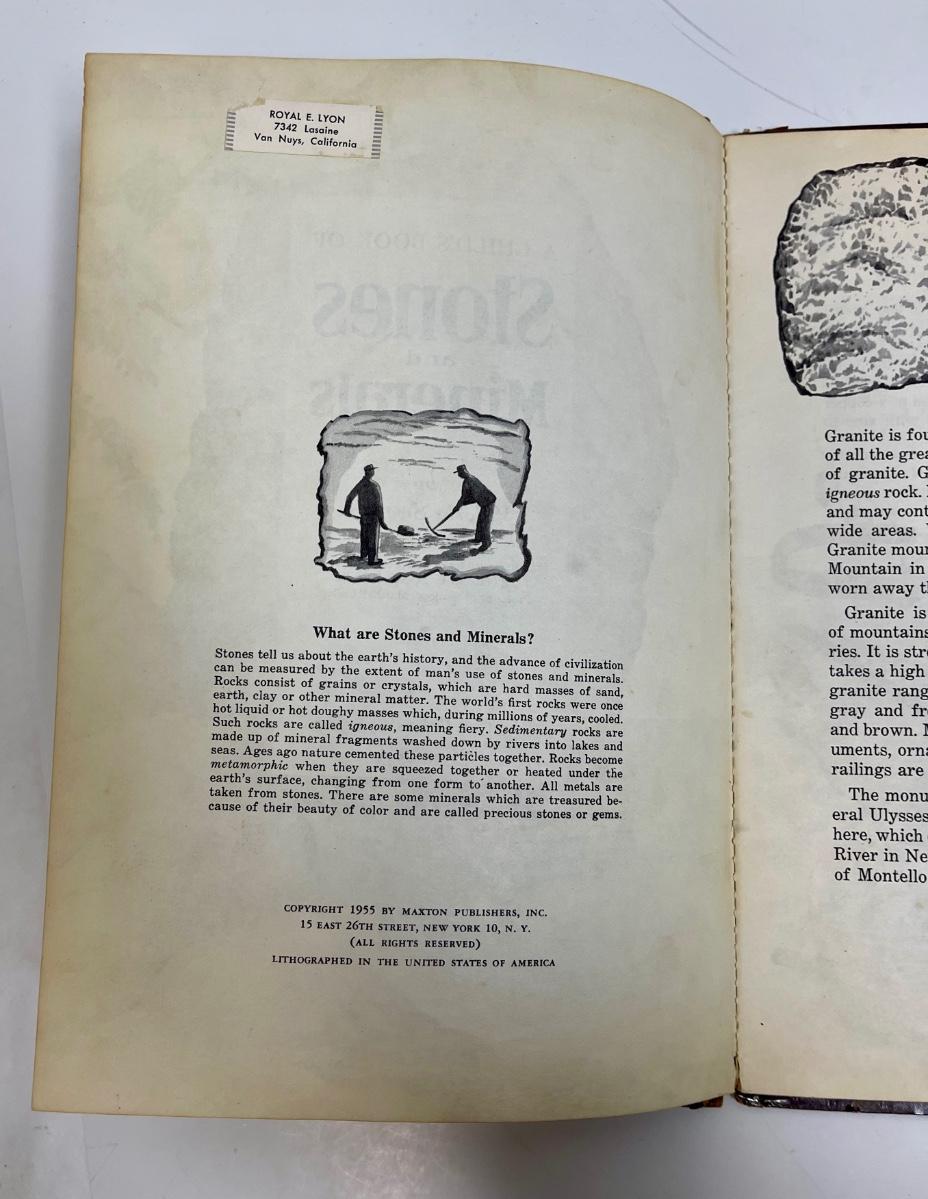 ROYAL E. LYON
7342 Lasaine
Van Nuys, California
What are Stones and Minerals?
Stones tell us about the earth's history, and the advance of civilization
can be measured by the extent of man's use of stones and minerals.
Rocks consist of grains or crystals, which are hard masses of sand,
earth, clay or other mineral matter. The world's first rocks were once
hot liquid or hot doughy masses which, during millions of years, cooled.
Such rocks are called igneous, meaning fiery. Sedimentary rocks are
made up of mineral fragments washed down by rivers into lakes and
seas. Ages ago nature cemented these particles together. Rocks become
metamorphic when they are squeezed together or heated under the
earth's surface, changing from one form to another. All metals are
taken from stones. There are some minerals which are treasured be-
cause of their beauty of color and are called precious stones or gems.
COPYRIGHT 1955 BY MAXTON PUBLISHERS, INC.
15 EAST 26TH STREET, NEW YORK 10, N. Y.
(ALL RIGHTS RESERVED)
LITHOGRAPHED IN THE UNITED STATES OF AMERICA
Granite is
of all the
of granite.
igneous rock.
and may
wide areas.
Granite
Mountain in
worn away
Granite is
of mountains
ries. It is
takes a high
granite
gray and
and brown.
uments,
railings are
The
eral Ulysses
here, which
River in
of Montello